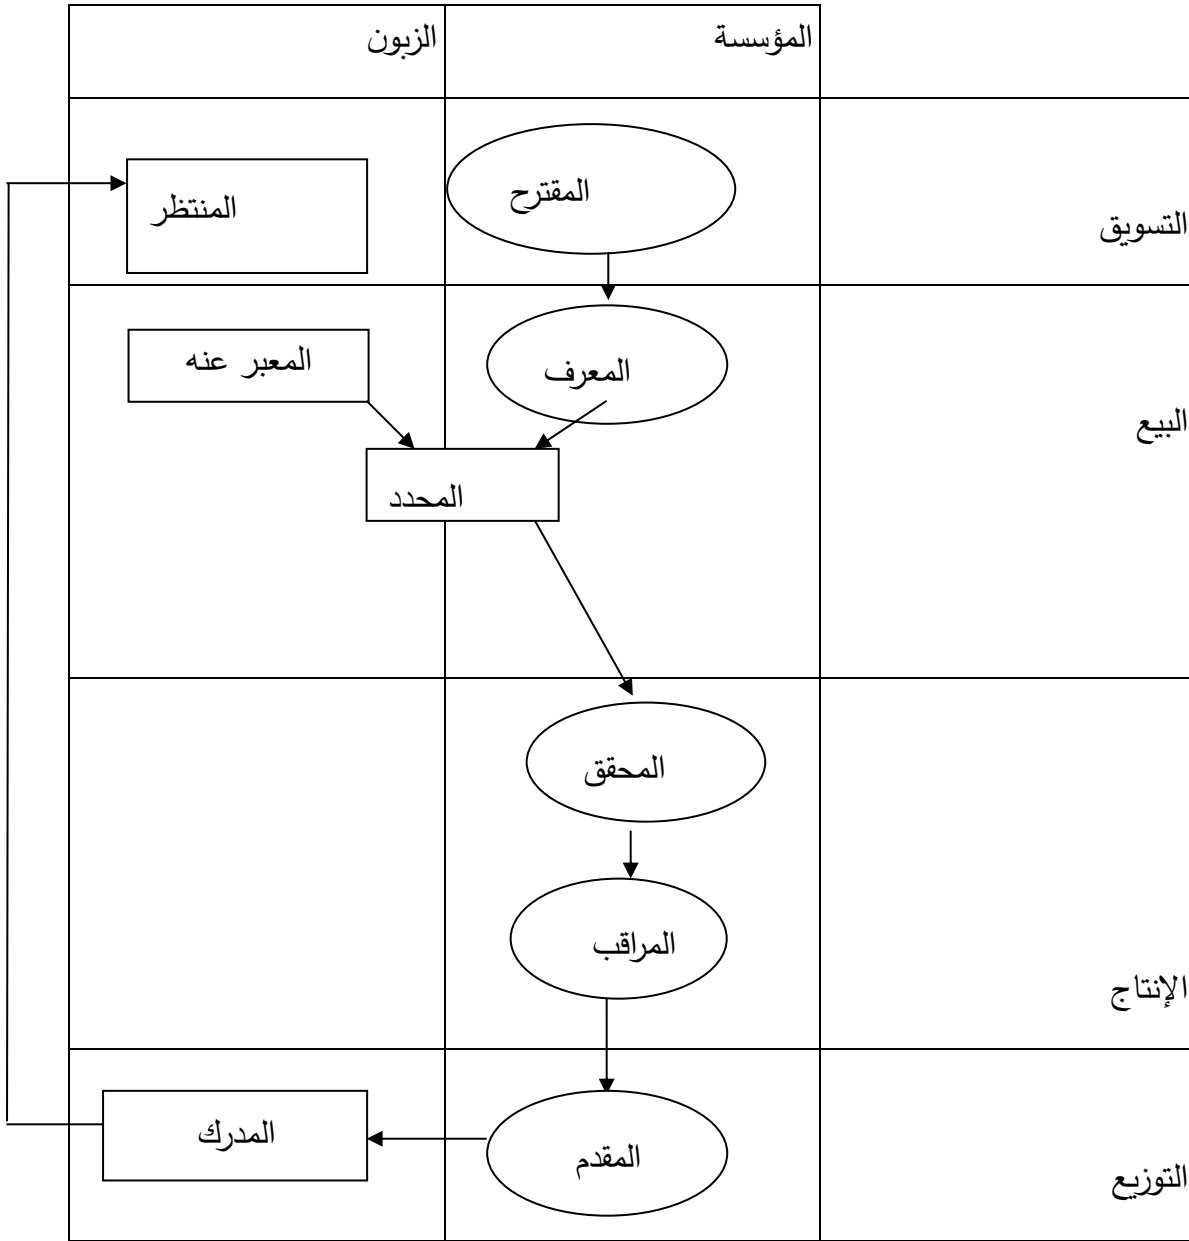 المؤسسة
الزبون
التسويق
المقترح
المنتظر
البيع
المعرف
المعبر عنه
المحدد
الإنتاج
المحقق
المراقب
التوزيع
المقدم
المدرك